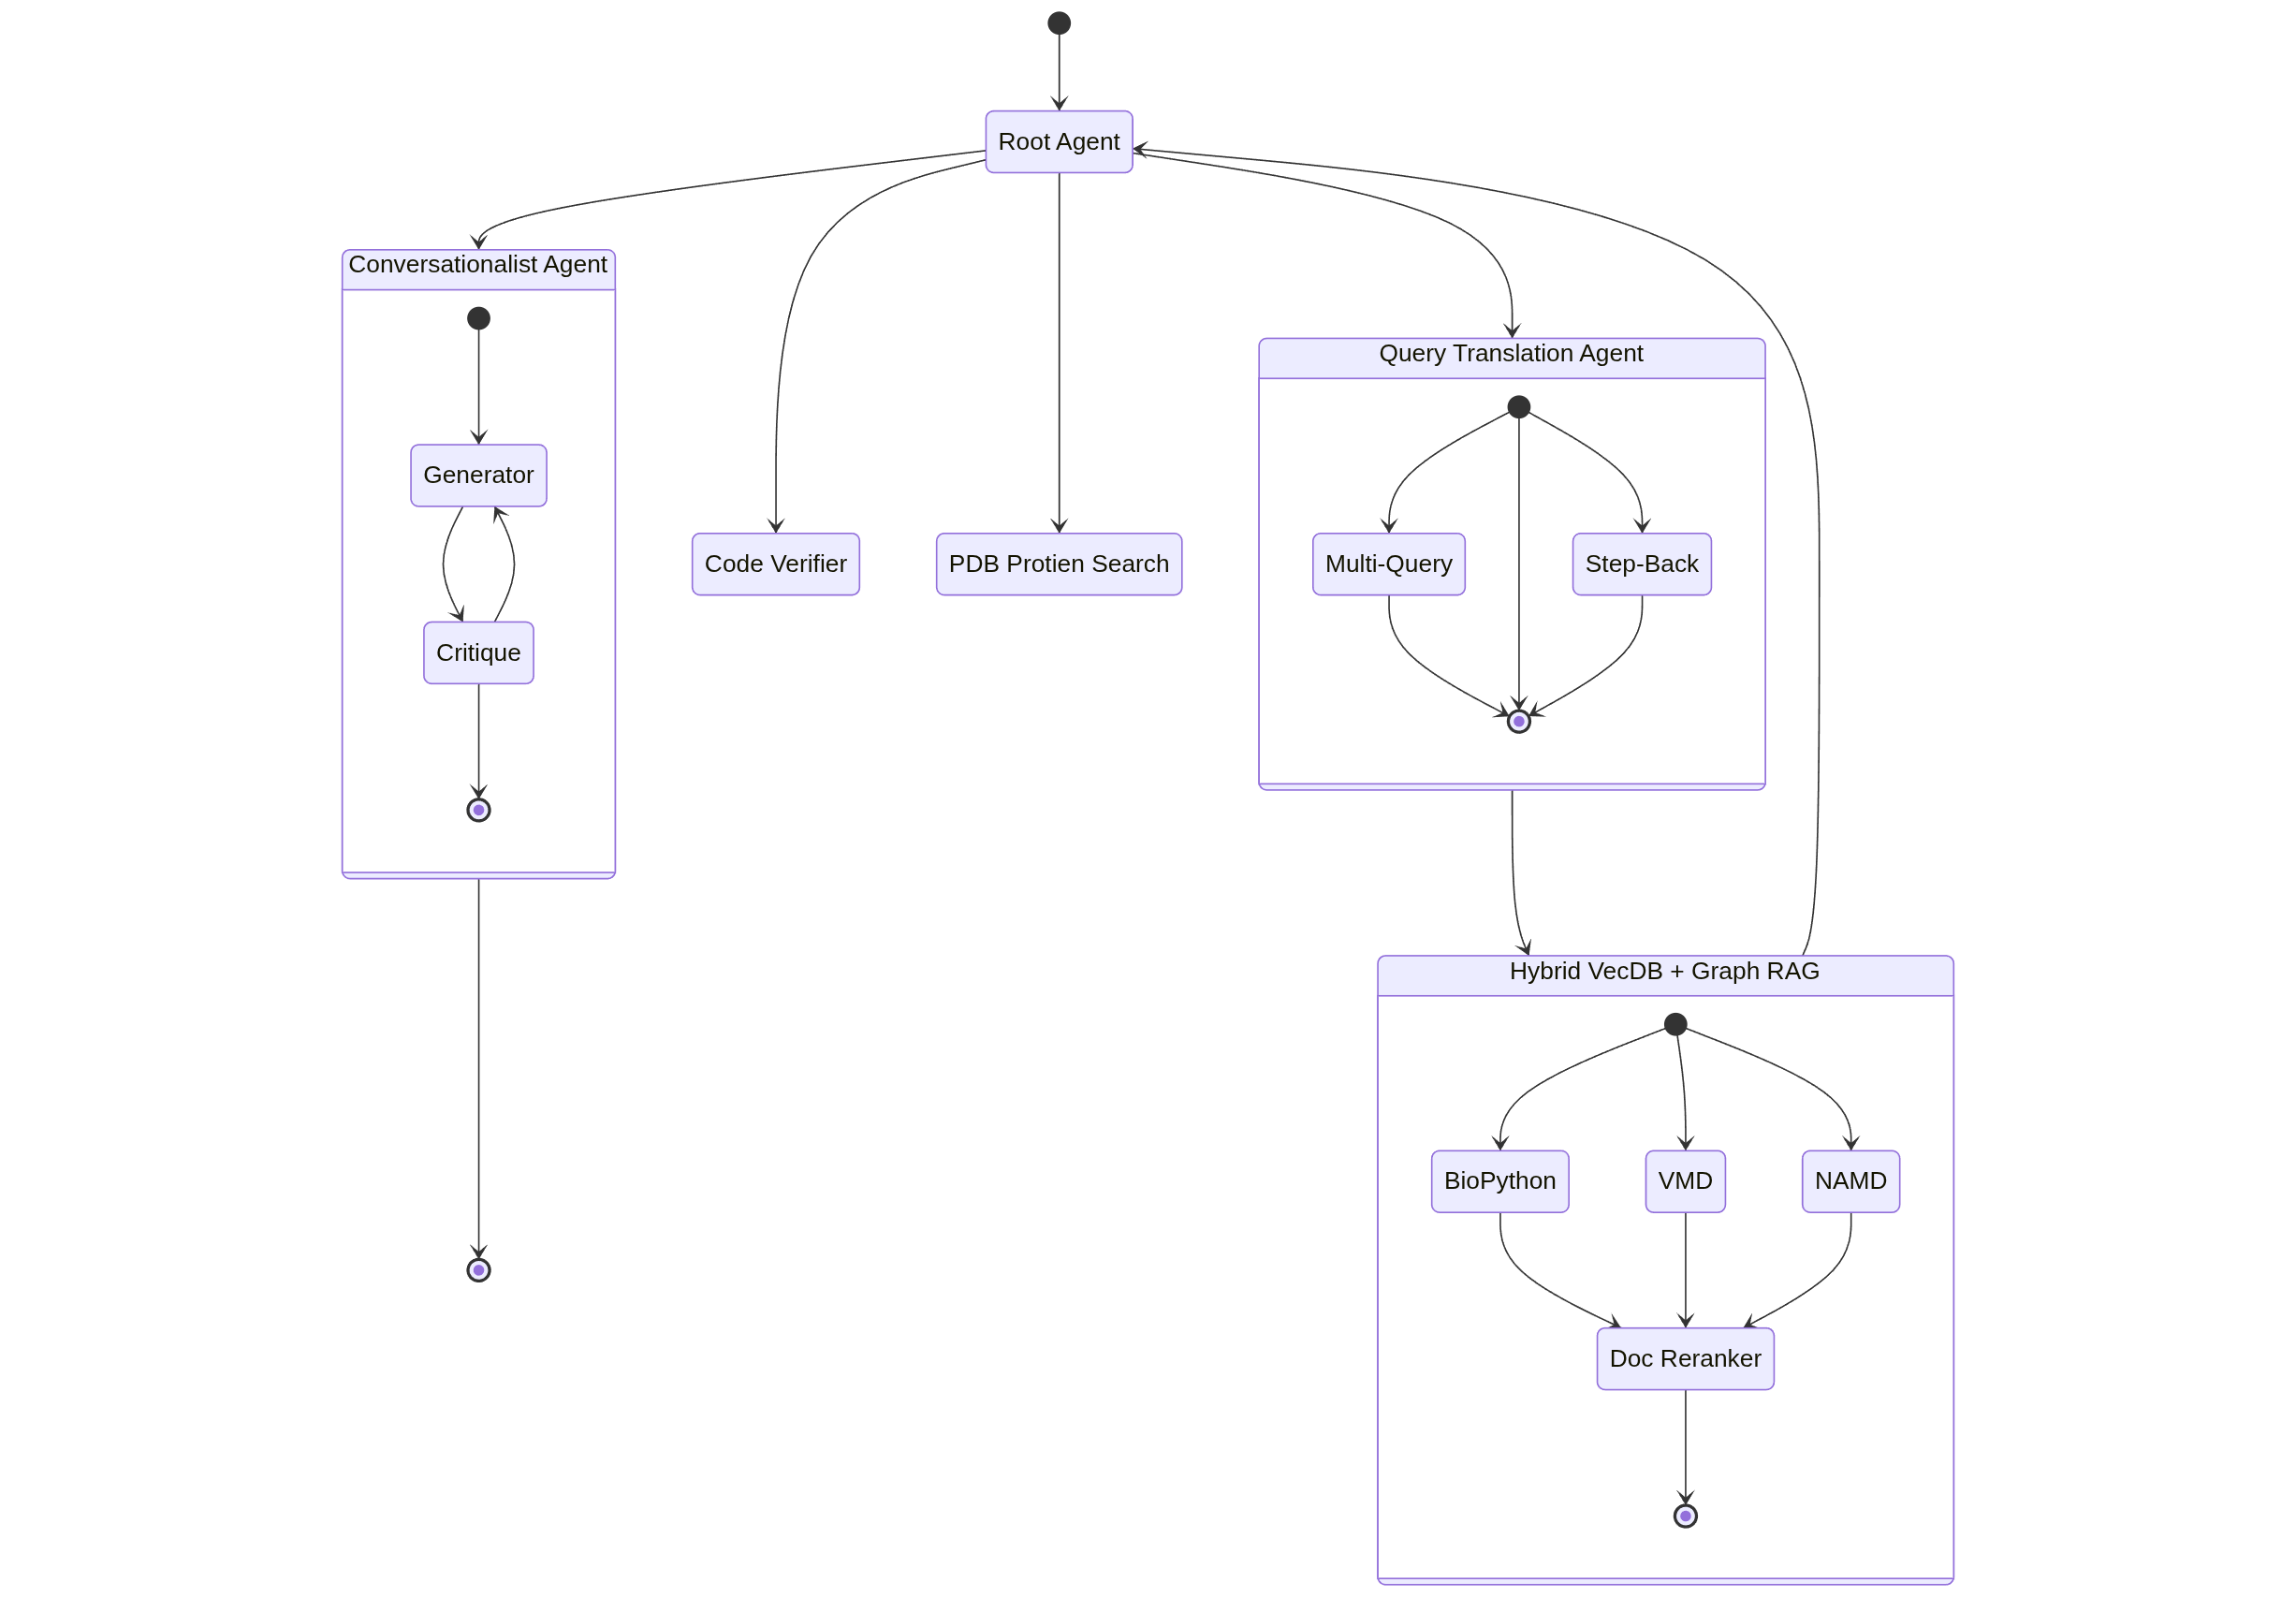 Root Agent
Conversationalist Agent
Generator
Critique
Code Verifier
PDB Protien Search
Query Translation Agent
Multi-Query
Step-Back
Hybrid VecDB + Graph RAG
BioPython
VMD
NAMD
Doc Reranker